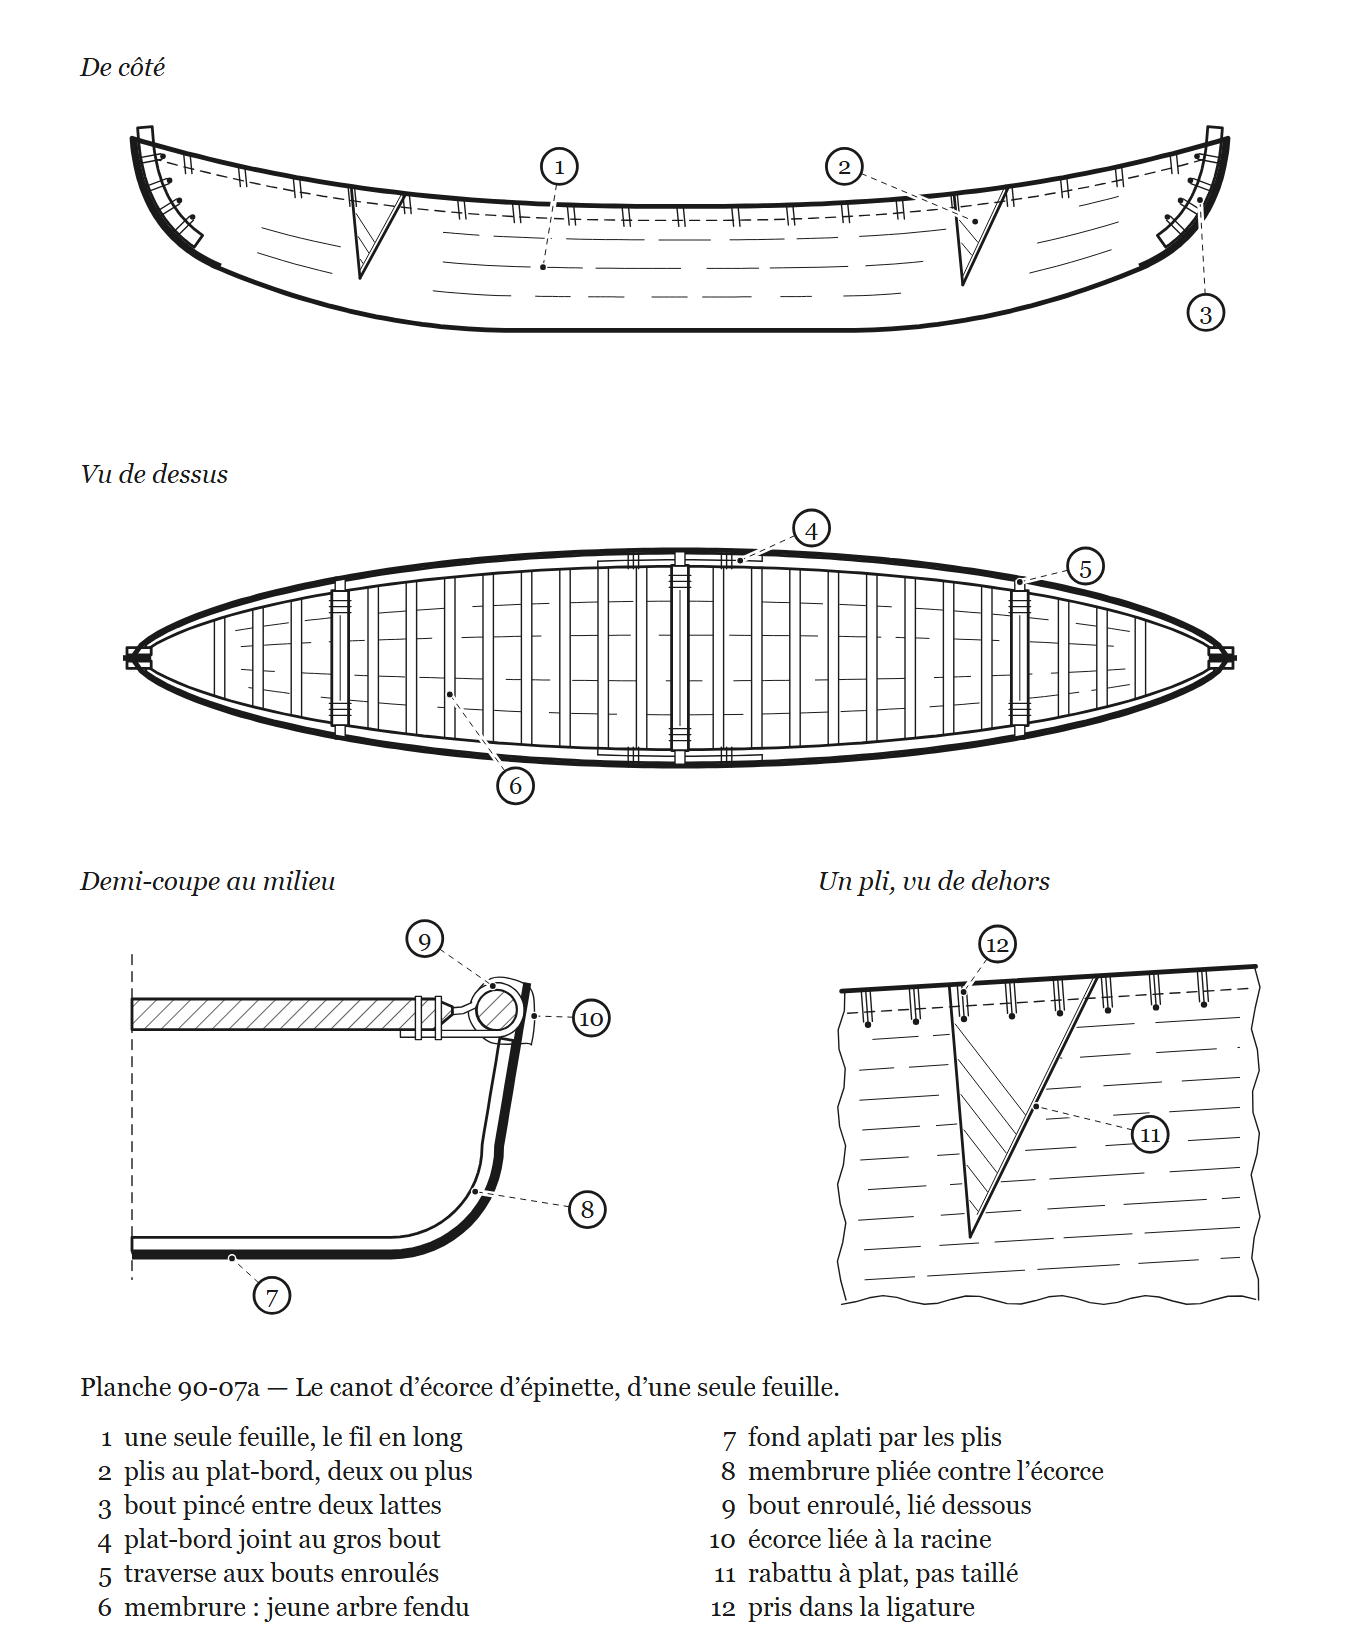 De côté
1
2
3
Vu de dessus
4
5
6
Demi-coupe au milieu
Un pli, vu de dehors
9
12
10
11
8
7
Planche 90-07a — Le canot d’écorce d’épinette, d’une seule feuille.
1 une seule feuille, le fil en long
2 plis au plat-bord, deux ou plus
3 bout pincé entre deux lattes
4 plat-bord joint au gros bout
5 traverse aux bouts enroulés
6 membrure : jeune arbre fendu
7 fond aplati par les plis
8 membrure pliée contre l’écorce
9 bout enroulé, lié dessous
10 écorce liée à la racine
11 rabattu à plat, pas taillé
12 pris dans la ligature